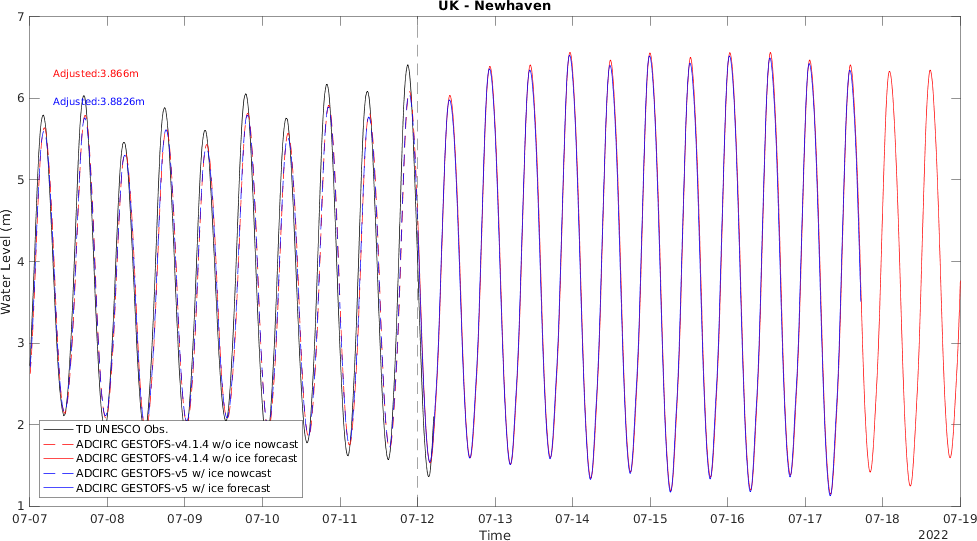 UK - Newhaven
7
6
5
4
3
2
1
Water Level (m)
Adjusted:3.866m
Adjusted:3.8826m
TD UNESCO Obs.
ADCIRC GESTOFS-v4.1.4 w/o ice nowcast
ADCIRC GESTOFS-v4.1.4 w/o ice forecast
ADCIRC GESTOFS-v5 w/ ice nowcast
ADCIRC GESTOFS-v5 w/ ice forecast
07-07 07-08 07-09 07-10 07-11 07-12 07-13 07-14 07-15 07-16 07-17 07-18 07-19
Time
2022